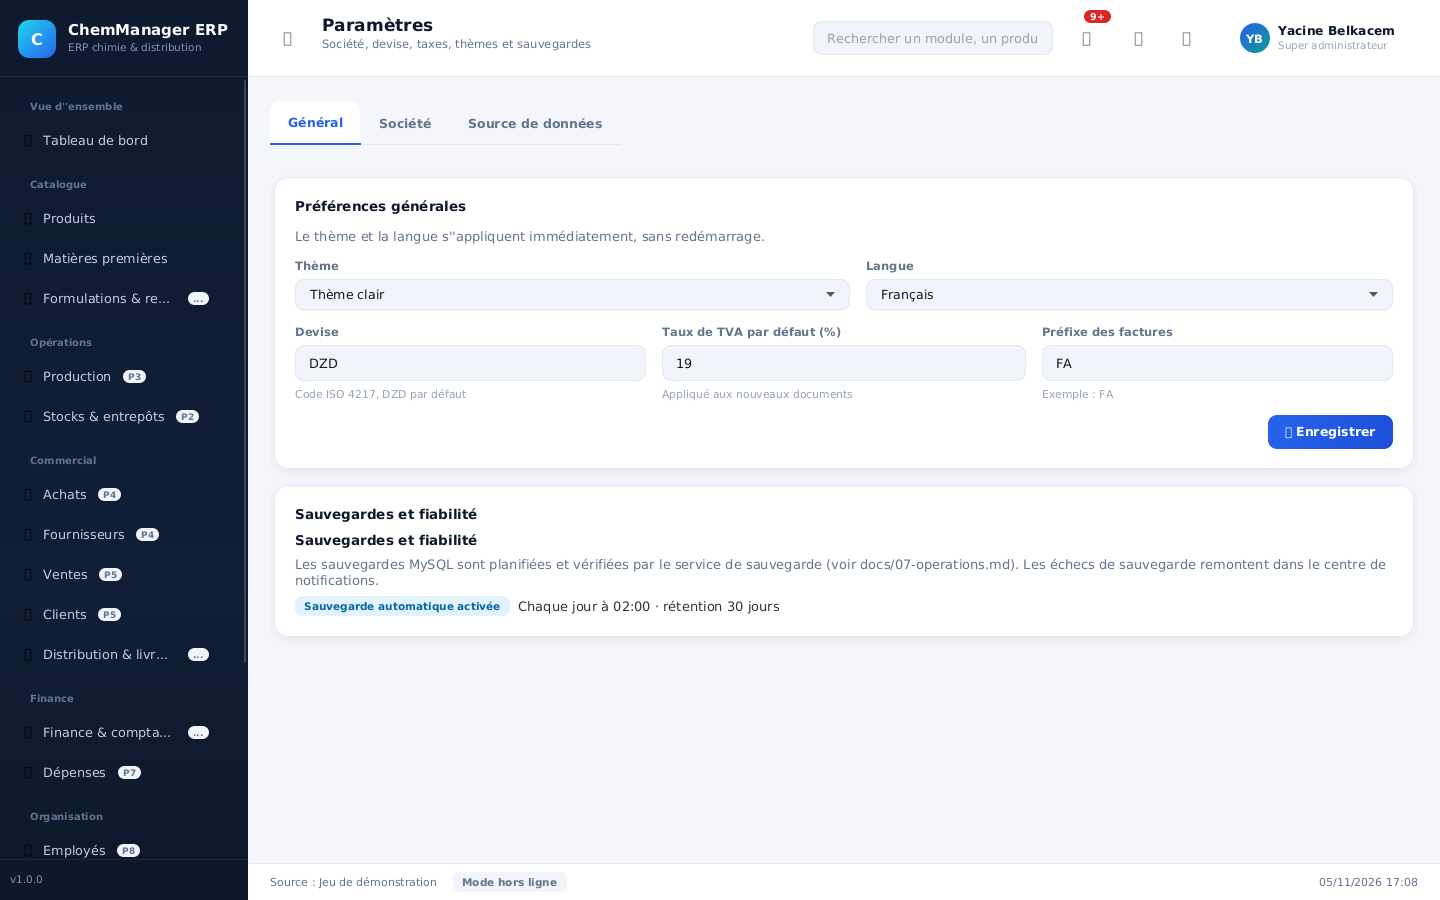 C
ChemManager ERP
ERP chimie & distribution
Vue d''ensemble
Tableau de bord
Catalogue
Produits
Matières premières
Formulations & re... ...
Opérations
Production P3
Stocks & entrepôts P2
Commercial
Achats P4
Fournisseurs P4
Ventes P5
Clients P5
Distribution & livr... ...
Finance
Finance & compta... ...
Dépenses P7
Organisation
Employés P8
v1.0.0
Paramètres
Société, devise, taxes, thèmes et sauvegardes
Rechercher un module, un produ
9+
YB
Yacine Belkacem
Super administrateur
Général Société Source de données
Préférences générales
Le thème et la langue s''appliquent immédiatement, sans redémarrage.
Thème Langue
Thème clair Français
Devise Taux de TVA par défaut (%) Préfixe des factures
DZD 19 FA
Code ISO 4217, DZD par défaut Appliqué aux nouveaux documents Exemple : FA
Enregistrer
Sauvegardes et fiabilité
Sauvegardes et fiabilité
Les sauvegardes MySQL sont planifiées et vérifiées par le service de sauvegarde (voir docs/07-operations.md). Les échecs de sauvegarde remontent dans le centre de
notifications.
Sauvegarde automatique activée Chaque jour à 02:00 · rétention 30 jours
Source : Jeu de démonstration Mode hors ligne 05/11/2026 17:08